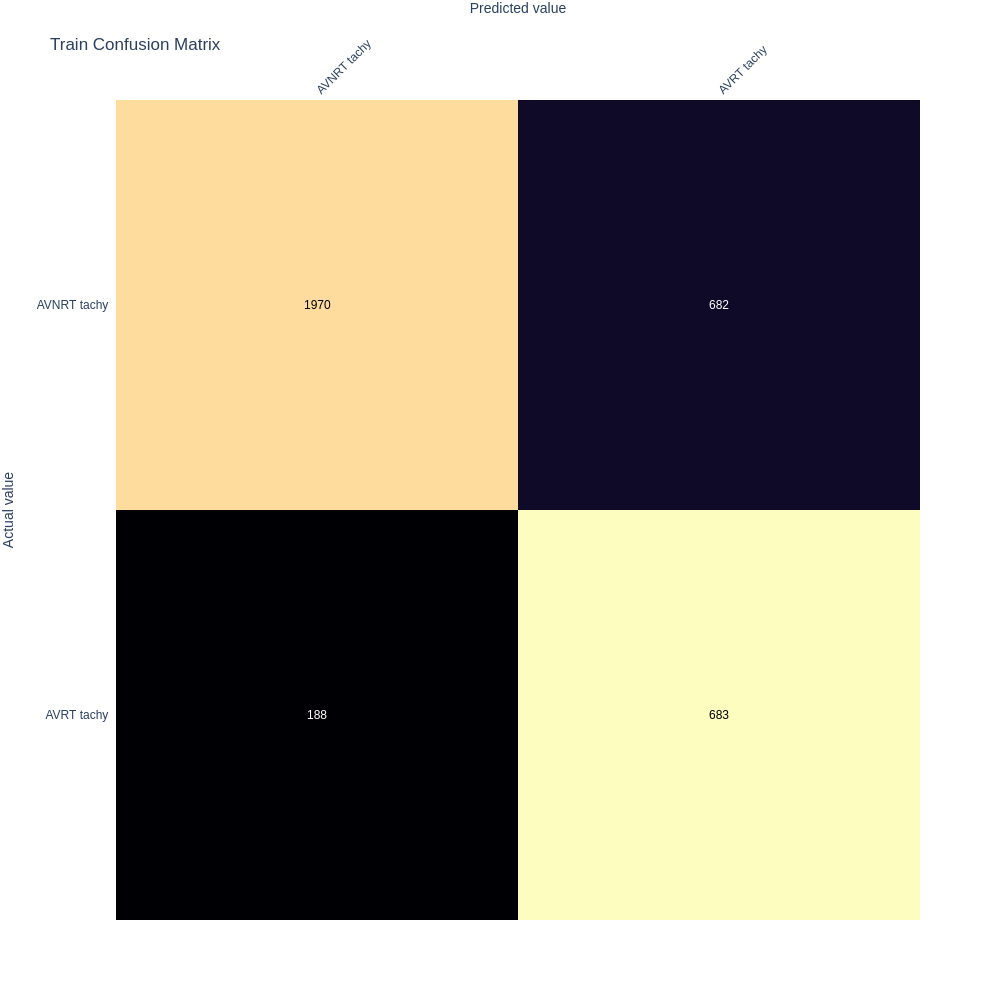 Predicted value
Train Confusion Matrix
AVNRT tachy
AVRT tachy
AVNRT tachy
1970
682
Actual value
AVRT tachy
188
683